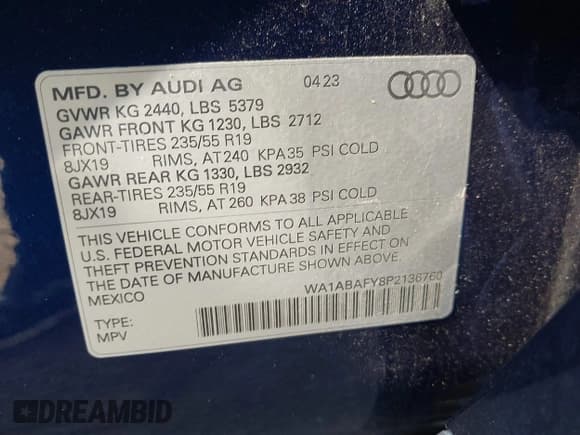 MFD. BY AUDI AG 04 23
GVWR KG 2440, LBS 5379
GAWR FRONT KG 1230, LBS 2712
FRONT-TIRES 235/55 R19
8JX19 RIMS, AT 240 KPA 35 PSI COLD
GAWR REAR KG 1330, LBS 2932
REAR-TIRES 235/55 R19
8JX19 RIMS, AT 260 KPA 38 PSI COLD
THIS VEHICLE CONFORMS TO ALL APPLICABLE
U.S. FEDERAL MOTOR VEHICLE SAFETY AND
THEFT PREVENTION STANDARDS IN EFFECT ON
THE DATE OF MANUFACTURE SHOWN ABOVE.
MEXICO
WA1ABAFY8P2136760
TYPE:
MPV
DREAMBID